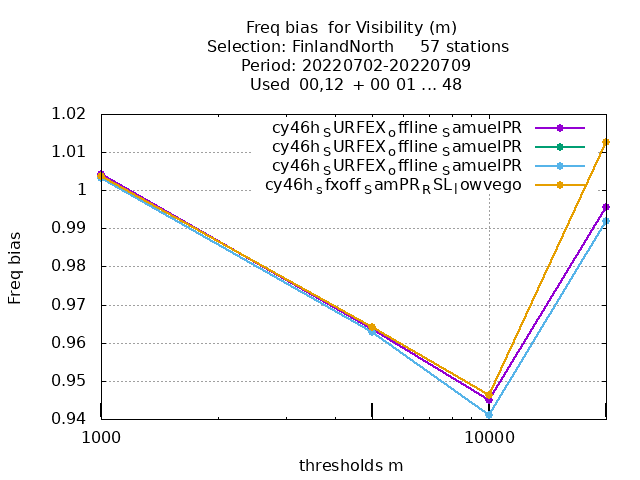 Freq bias  for Visibility (m)
Selection: FinlandNorth     57 stations
Period: 20220702-20220709
Used  00,12  + 00 01 ... 48
1.02
1.01
1
0.99
0.98
0.97
0.96
0.95
0.94
Freq bias
cy46h_SURFEX_offline_SamuelPR
cy46h_SURFEX_offline_SamuelPR
cy46h_SURFEX_offline_SamuelPR
cy46h_sfxoff_SamPR_RSL_lowvego
1000
10000
thresholds m